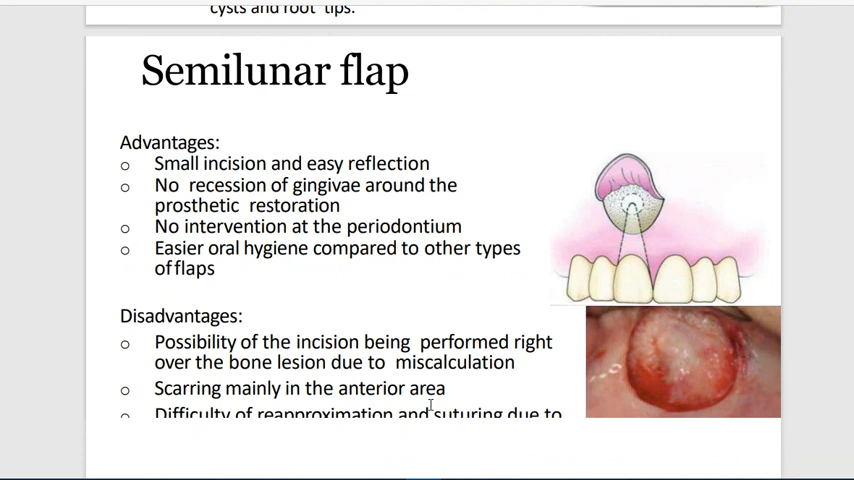 cysts and root tips.
Semilunar flap
Advantages:
o Small incision and easy reflection
o No recession of gingivae around the
prosthetic restoration
o No intervention at the periodontium
o Easier oral hygiene compared to other types
of flaps
Disadvantages:
o Possibility of the incision being performed right
over the bone lesion due to miscalculation
o Scarring mainly in the anterior area
o Difficulty of reapproximation and suturing due to